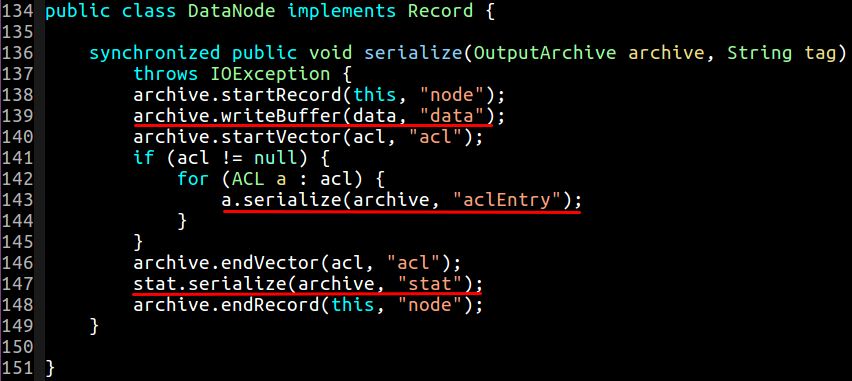 134 public class DataNode implements Record {
135
136     synchronized public void serialize(OutputArchive archive, String tag)
137         throws IOException {
138         archive.startRecord(this, "node");
139         archive.writeBuffer(data, "data");
140         archive.startVector(acl, "acl");
141         if (acl != null) {
142             for (ACL a : acl) {
143                 a.serialize(archive, "aclEntry");
144             }
145         }
146         archive.endVector(acl, "acl");
147         stat.serialize(archive, "stat");
148         archive.endRecord(this, "node");
149     }
150
151 }